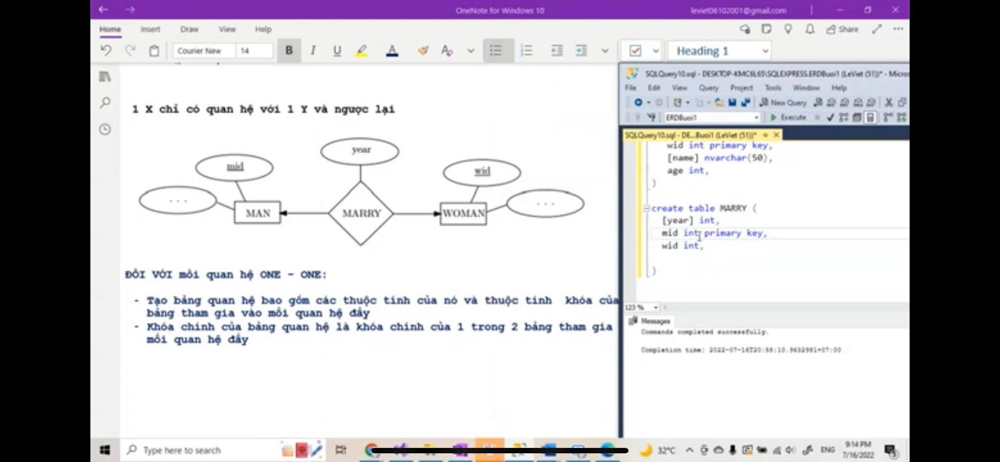 OneNote for Windows 10
leviet06102001@gmail.com
Home Insert Draw View Help
Share
Courier New 14 B I U A Heading 1
1 X chỉ có quan hệ với 1 Y và ngược lại
year
mid
wid
. . .
. . .
MAN
MARRY
WOMAN
ĐỐI VỚI mối quan hệ ONE - ONE:
- Tạo bảng quan hệ bao gồm các thuộc tính của nó và thuộc tính khóa của
bảng tham gia vào mối quan hệ đấy
- Khóa chính của bảng quan hệ là khóa chính của 1 trong 2 bảng tham gia
mối quan hệ đấy
SQLQuery10.sql - DESKTOP-KMC6L65\SQLEXPRESS.ERDBuoi1 (LeViet (51))* - Micros
File Edit View Query Project Tools Window Help
New Query
ERDBuoi1 Execute
SQLQuery10.sql - DE...Buoi1 (LeViet (51))*
wid int primary key,
[name] nvarchar(50),
age int,
)
create table MARRY (
[year] int,
mid int primary key,
wid int,
)
123 %
Messages
Commands completed successfully.
Completion time: 2022-07-16T20:58:10.9632981+07:00
Type here to search
32°C
ENG
9:14 PM
7/16/2022